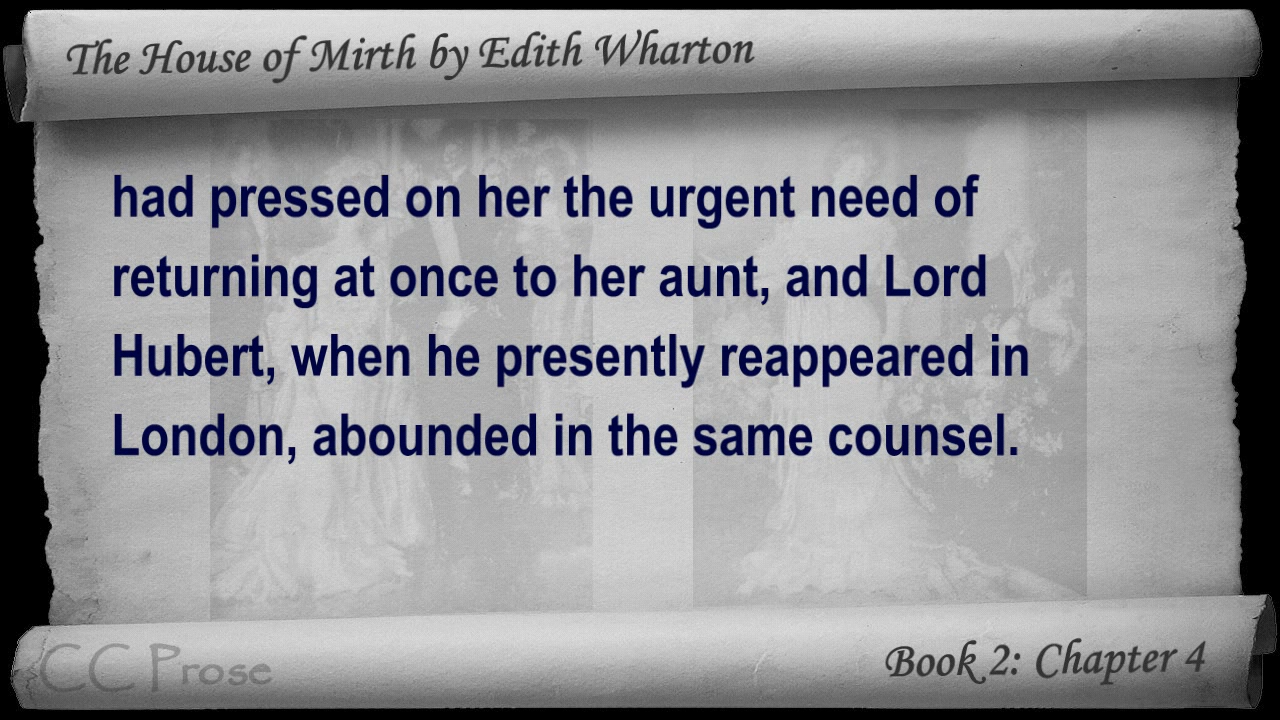 The House of Mirth by Edith Wharton
had pressed on her the urgent need of
returning at once to her aunt, and Lord
Hubert, when he presently reappeared in
London, abounded in the same counsel.
CC Prose
Book 2: Chapter 4